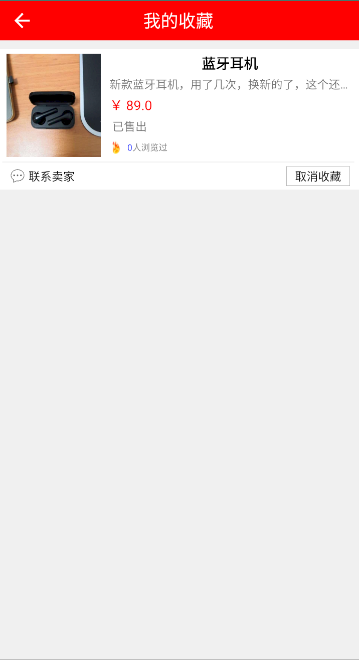 我的收藏
蓝牙耳机
新款蓝牙耳机，用了几次，换新的了，这个还...
￥ 89.0
已售出
0人浏览过
联系卖家
取消收藏